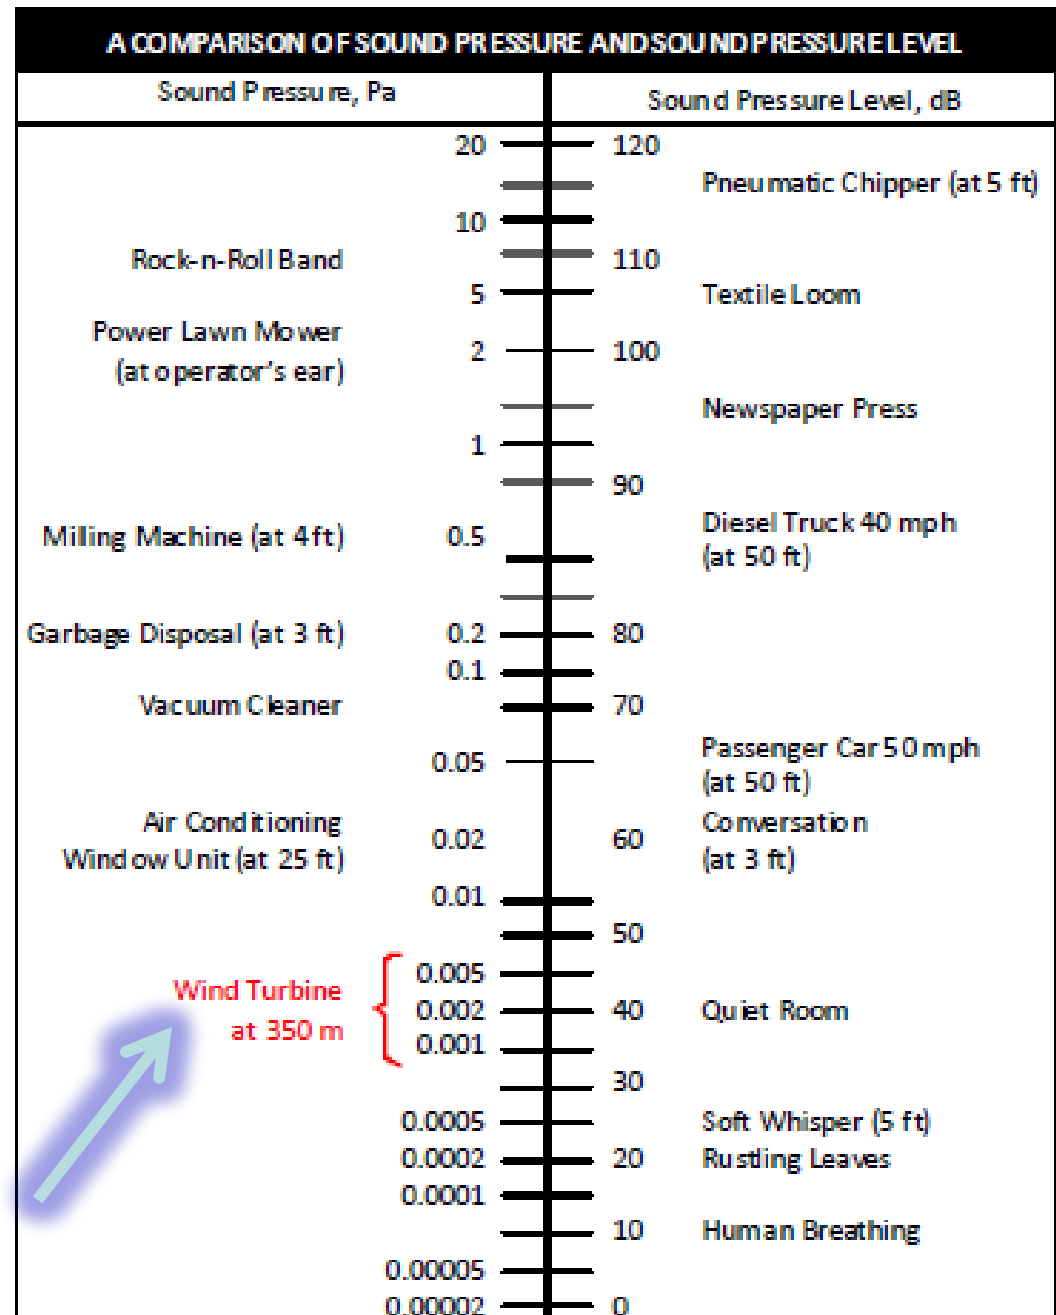 A COMPARISON OF SOUND PRESSURE AND SOUND PRESSURE LEVEL
Sound Pressure, Pa
Sound Pressure Level, dB
20 120
Pneumatic Chipper (at 5 ft)
10
Rock-n-Roll Band 110
5 Textile Loom
Power Lawn Mower
2 100
(at operator's ear)
Newspaper Press
1
90
Diesel Truck 40 mph
Milling Machine (at 4 ft) 0.5
(at 50 ft)
Garbage Disposal (at 3 ft) 0.2 80
0.1
Vacuum Cleaner 70
Passenger Car 50 mph
0.05
(at 50 ft)
Air Conditioning Conversation
0.02 60
Window Unit (at 25 ft) (at 3 ft)
0.01
50
0.005
Wind Turbine
0.002 40 Quiet Room
at 350 m
0.001
30
0.0005 Soft Whisper (5 ft)
0.0002 20 Rustling Leaves
0.0001
10 Human Breathing
0.00005
0.00002 0